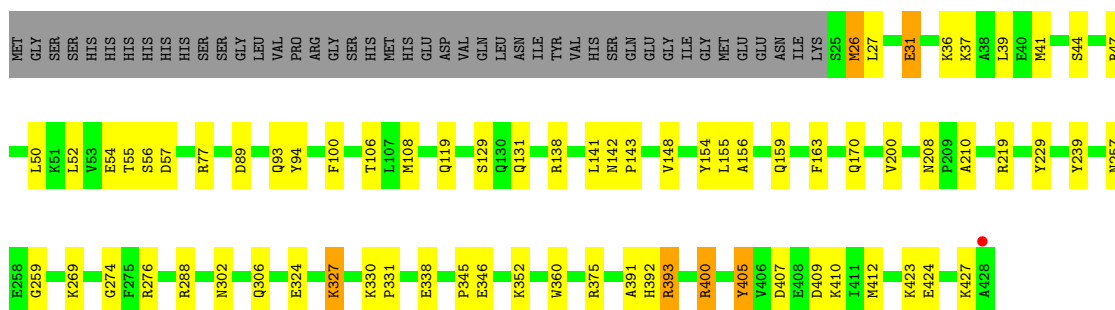 MET GLY SER SER HIS HIS HIS HIS HIS HIS SER SER GLY LEU VAL PRO ARG GLY SER HIS MET HIS GLU ASP VAL GLN LEU ASN ILE TYR VAL HIS SER GLN GLU GLY ILE GLY MET GLU GLU ASN ILE LYS S25 M26 L27 E31 K36 K37 A38 L39 E40 M41 S44
L50 K51 L52 V53 E54 T55 S56 D57 R77 D89 Q93 Y94 F100 T106 L107 M108 Q119 S129 Q130 Q131 R138 L141 N142 P143 V148 Y154 L155 A156 Q159 F163 Q170 V200 N208 P209 A210 R219 Y229 Y239
E258 G259 K269 G274 F275 R276 R288 N302 Q306 E324 K327 K330 P331 E338 P345 E346 K352 W360 R375 A391 H392 R393 R400 Y405 V406 D407 E408 D409 K410 I411 M412 K423 E424 K427 A428